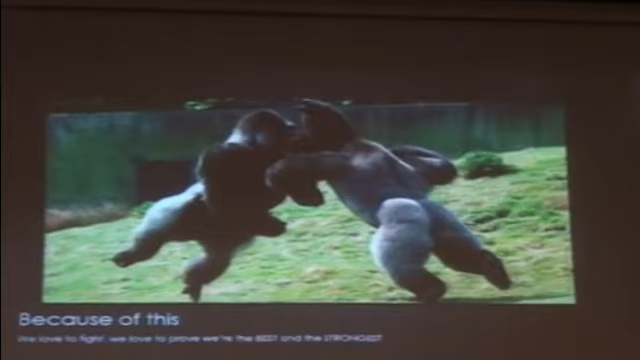 Because of this
We love to fight, we love to prove we're the BEST and the STRONGEST